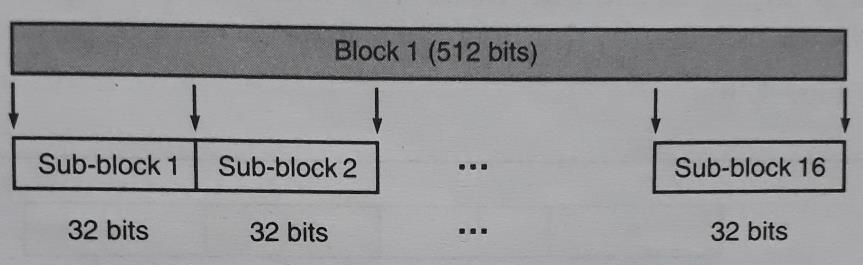 Block 1 (512 bits)
Sub-block 1 Sub-block 2 ... Sub-block 16
32 bits 32 bits ... 32 bits